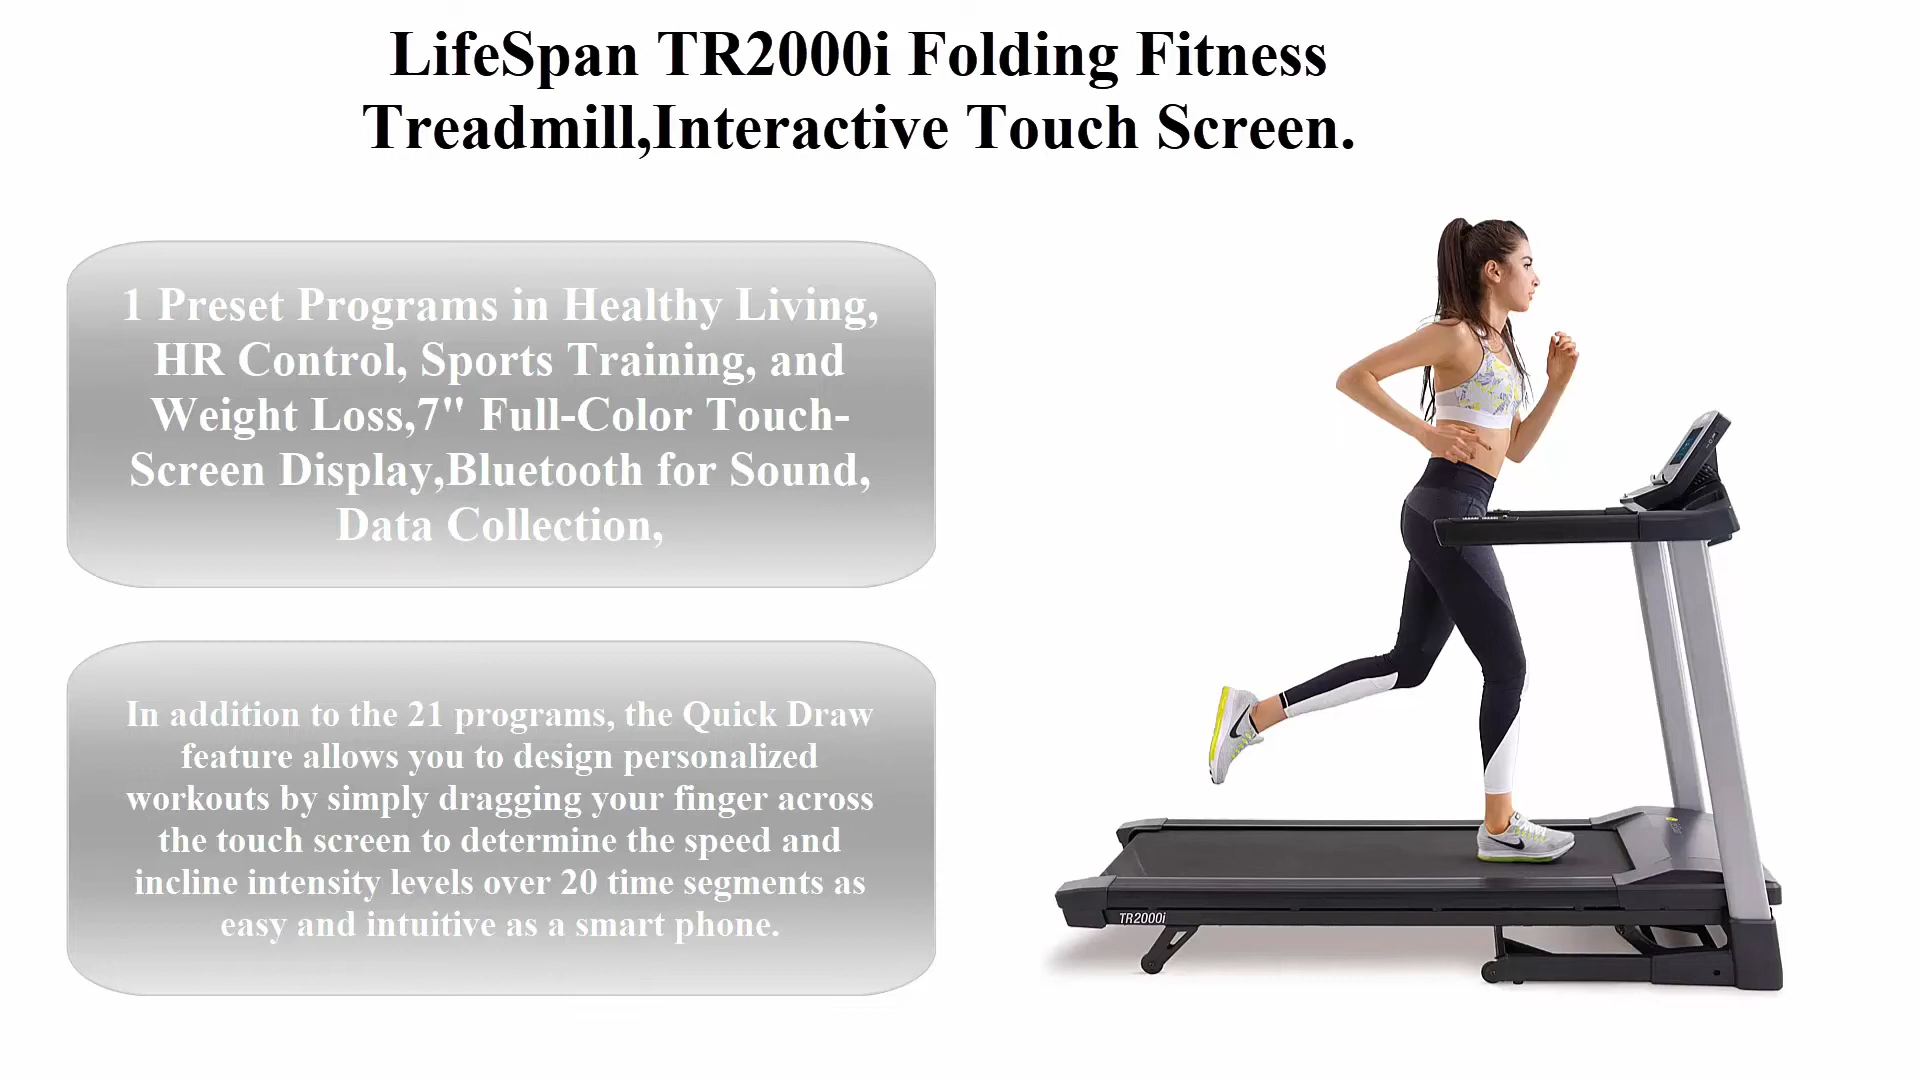 LifeSpan TR2000i Folding Fitness
Treadmill,Interactive Touch Screen.
1 Preset Programs in Healthy Living,
HR Control, Sports Training, and
Weight Loss,7" Full-Color Touch-
Screen Display,Bluetooth for Sound,
Data Collection,
In addition to the 21 programs, the Quick Draw
feature allows you to design personalized
workouts by simply dragging your finger across
the touch screen to determine the speed and
incline intensity levels over 20 time segments as
easy and intuitive as a smart phone.
TR2000i